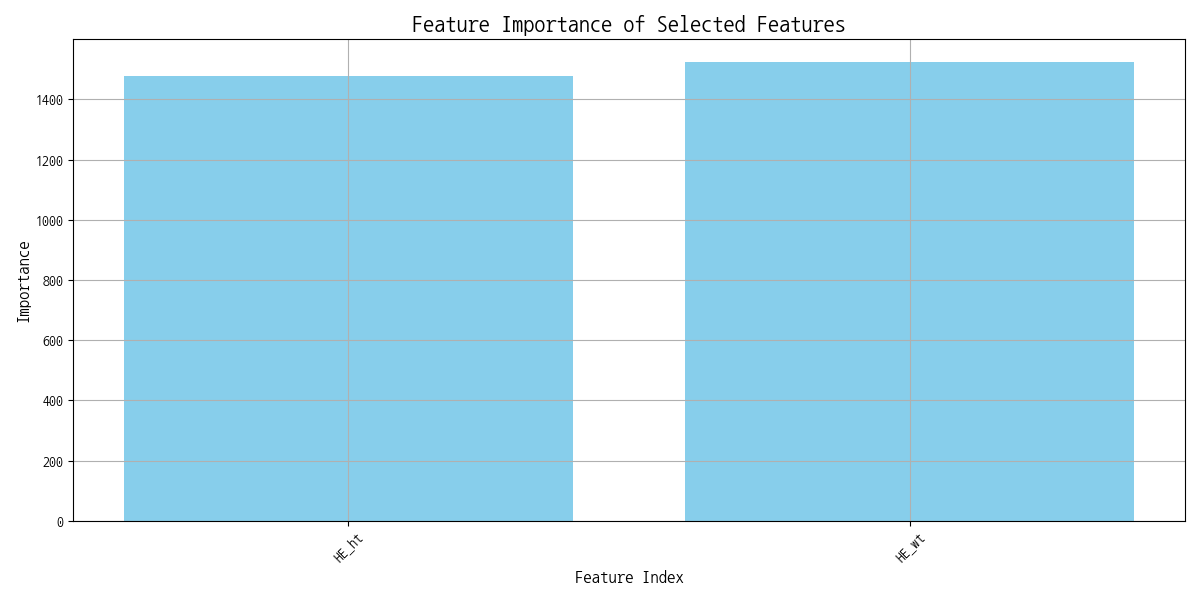 Feature Importance of Selected Features
Importance
1400
1200
1000
800
600
400
200
0
HE_ht
HE_wt
Feature Index